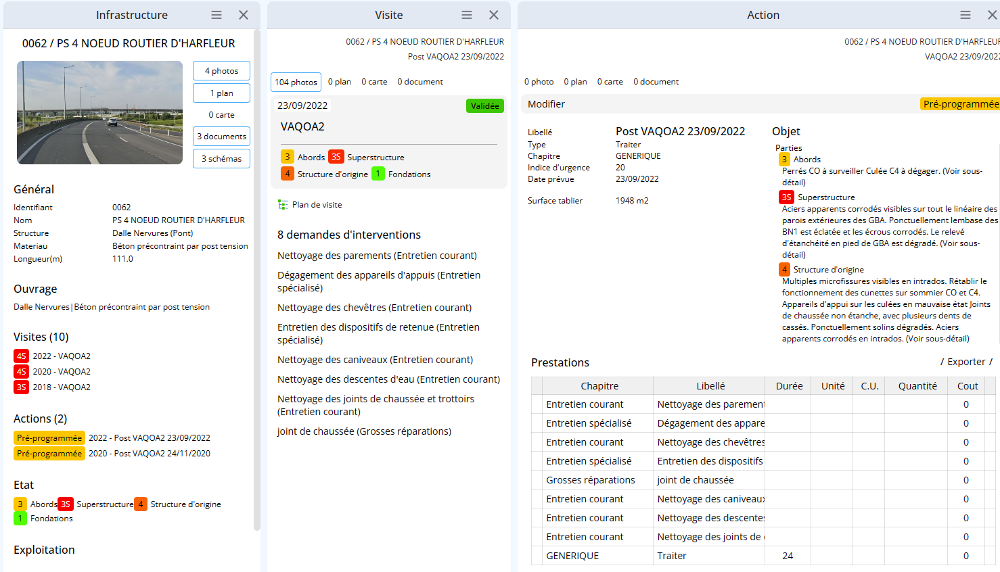 Infrastructure
0062 / PS 4 NOEUD ROUTIER D'HARFLEUR
4 photos
1 plan
0 carte
3 documents
3 schémas
Général
Identifiant 0062
Nom PS 4 NOEUD ROUTIER D'HARFLEUR
Structure Dalle Nervures (Pont)
Materiau Béton précontraint par post tension
Longueur(m) 111.0
Ouvrage
Dalle Nervures|Béton précontraint par post tension
Visites (10)
4S 2022 - VAQOA2
4S 2020 - VAQOA2
3S 2018 - VAQOA2
Actions (2)
Pré-programmée 2022 - Post VAQOA2 23/09/2022
Pré-programmée 2020 - Post VAQOA2 24/11/2020
Etat
3 Abords 3S Superstructure 4 Structure d'origine
1 Fondations
Exploitation
Visite
0062 / PS 4 NOEUD ROUTIER D'HARFLEUR
Post VAQOA2 23/09/2022
104 photos 0 plan 0 carte 0 document
23/09/2022 Validée
VAQOA2
3 Abords 3S Superstructure
4 Structure d'origine 1 Fondations
Plan de visite
8 demandes d'interventions
Nettoyage des parements (Entretien courant)
Dégagement des appareils d'appuis (Entretien
spécialisé)
Nettoyage des chevêtres (Entretien courant)
Entretien des dispositifs de retenue (Entretien
spécialisé)
Nettoyage des caniveaux (Entretien courant)
Nettoyage des descentes d'eau (Entretien courant)
Nettoyage des joints de chaussée et trottoirs
(Entretien courant)
joint de chaussée (Grosses réparations)
Action
0062 / PS 4 NOEUD ROUTIER D'HARFLEUR
VAQOA2 23/09/2022
0 photo 0 plan 0 carte 0 document
Modifier Pré-programmée
Libellé Post VAQOA2 23/09/2022
Type Traiter
Chapitre GENERIQUE
Indice d'urgence 20
Date prévue 23/09/2022
Surface tablier 1948 m2
Objet
Parties
3 Abords
Perrés CO à surveiller Culée C4 à dégager. (Voir sous-
détail)
3S Superstructure
Aciers apparents corrodés visibles sur tout le linéaire des
parois extérieures des GBA. Ponctuellement lembase des
BN1 est éclatée et les écrous corrodés. Le relevé
d'étanchéité en pied de GBA est dégradé. (Voir sous-
détail)
4 Structure d'origine
Multiples microfissures visibles en intrados. Rétablir le
fonctionnement des cunettes sur sommier CO et C4.
Appareils d'appui sur les culées en mauvaise état Joints
de chaussée non étanche, avec plusieurs dents de
cassés. Ponctuellement solins dégradés. Aciers
apparents corrodés en intrados. (Voir sous-détail)
Prestations / Exporter /
Chapitre Libellé Durée Unité C.U. Quantité Cout
Entretien courant Nettoyage des parement 0
Entretien spécialisé Dégagement des appare 0
Entretien courant Nettoyage des chevêtres 0
Entretien spécialisé Entretien des dispositifs 0
Grosses réparations joint de chaussée 0
Entretien courant Nettoyage des caniveaux 0
Entretien courant Nettoyage des descentes 0
Entretien courant Nettoyage des joints de 0
GENERIQUE Traiter 24 0